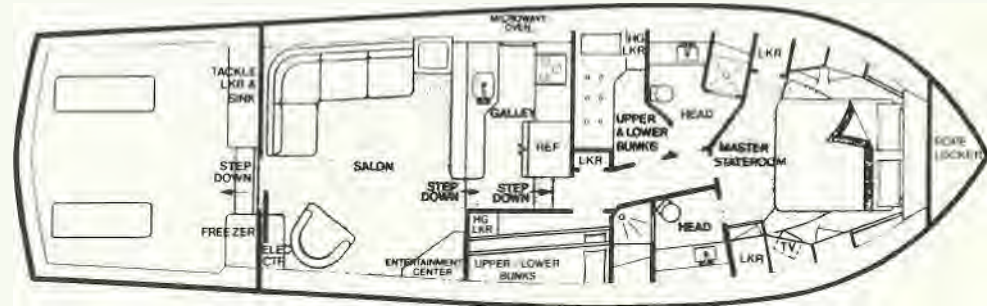 TACKLE
LKR &
SINK
STEP
DOWN
FREEZER
ELEC
CTR
SALON
ENTERTAINMENT
CENTER
MICROWAVE
OVEN
GALLEY
REF
STEP
DOWN
STEP
DOWN
HG
LKR
UPPER / LOWER
BUNKS
HG
LKR
UPPER
& LOWER
BUNKS
LKR
HEAD
LKR
MASTER
STATEROOM
HEAD
LKR
TV
ROPE
LOCKER